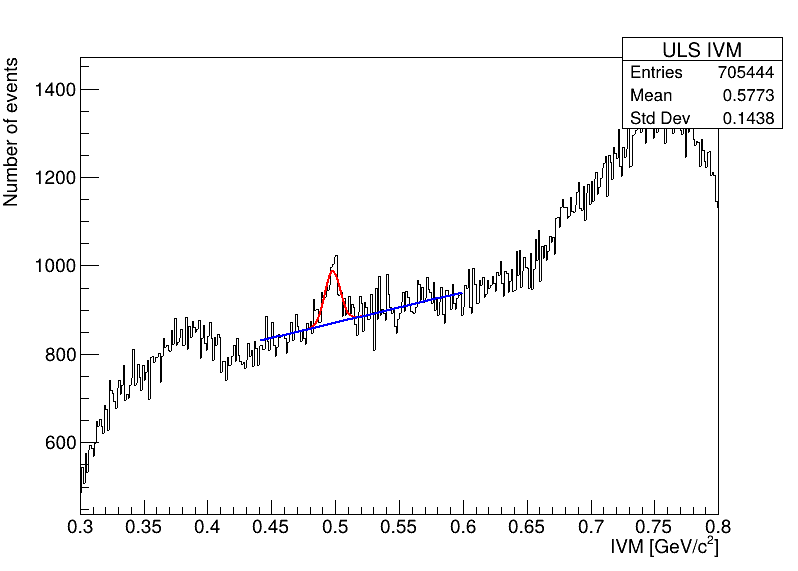 ULS IVM
Entries 705444
Mean 0.5773
Std Dev 0.1438
Number of events
1400
1200
1000
800
600
0.3 0.35 0.4 0.45 0.5 0.55 0.6 0.65 0.7 0.75 0.8
IVM [GeV/c²]